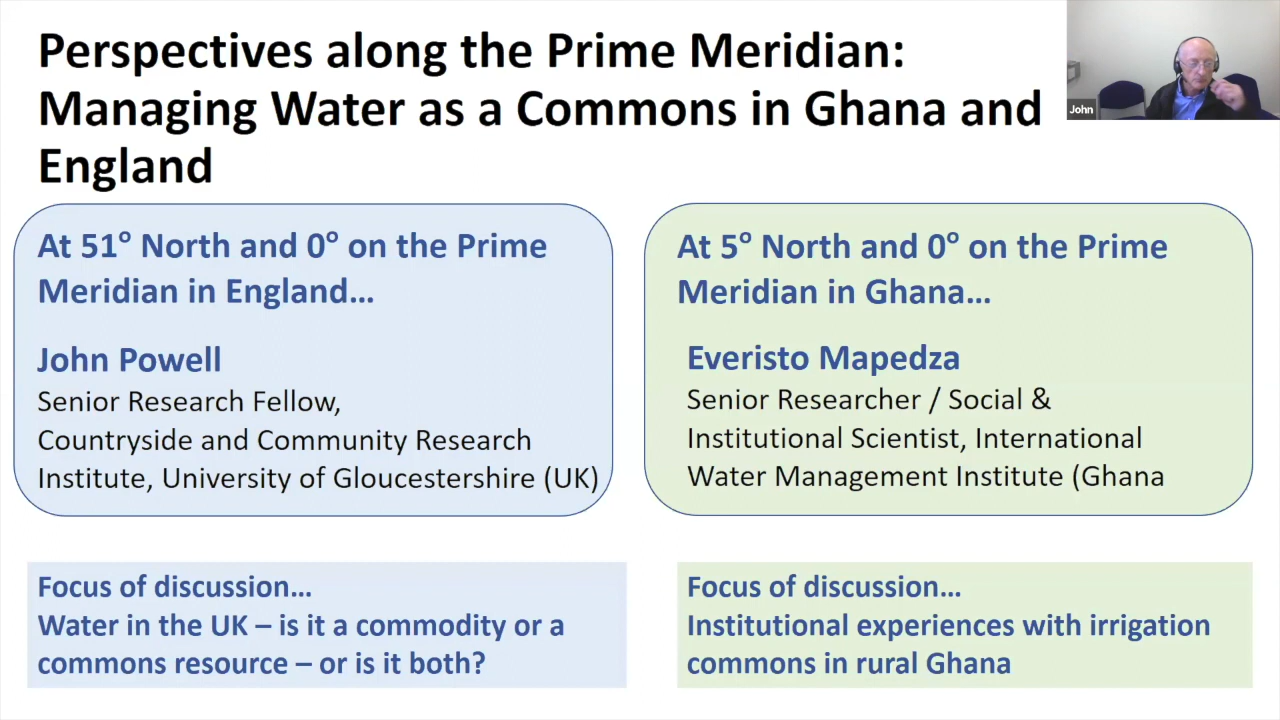 Perspectives along the Prime Meridian:
Managing Water as a Commons in Ghana and
England
John
At 51º North and 0º on the Prime
Meridian in England...
John Powell
Senior Research Fellow,
Countryside and Community Research
Institute, University of Gloucestershire (UK)
At 5º North and 0º on the Prime
Meridian in Ghana...
Everisto Mapedza
Senior Researcher / Social &
Institutional Scientist, International
Water Management Institute (Ghana
Focus of discussion...
Water in the UK – is it a commodity or a
commons resource – or is it both?
Focus of discussion...
Institutional experiences with irrigation
commons in rural Ghana